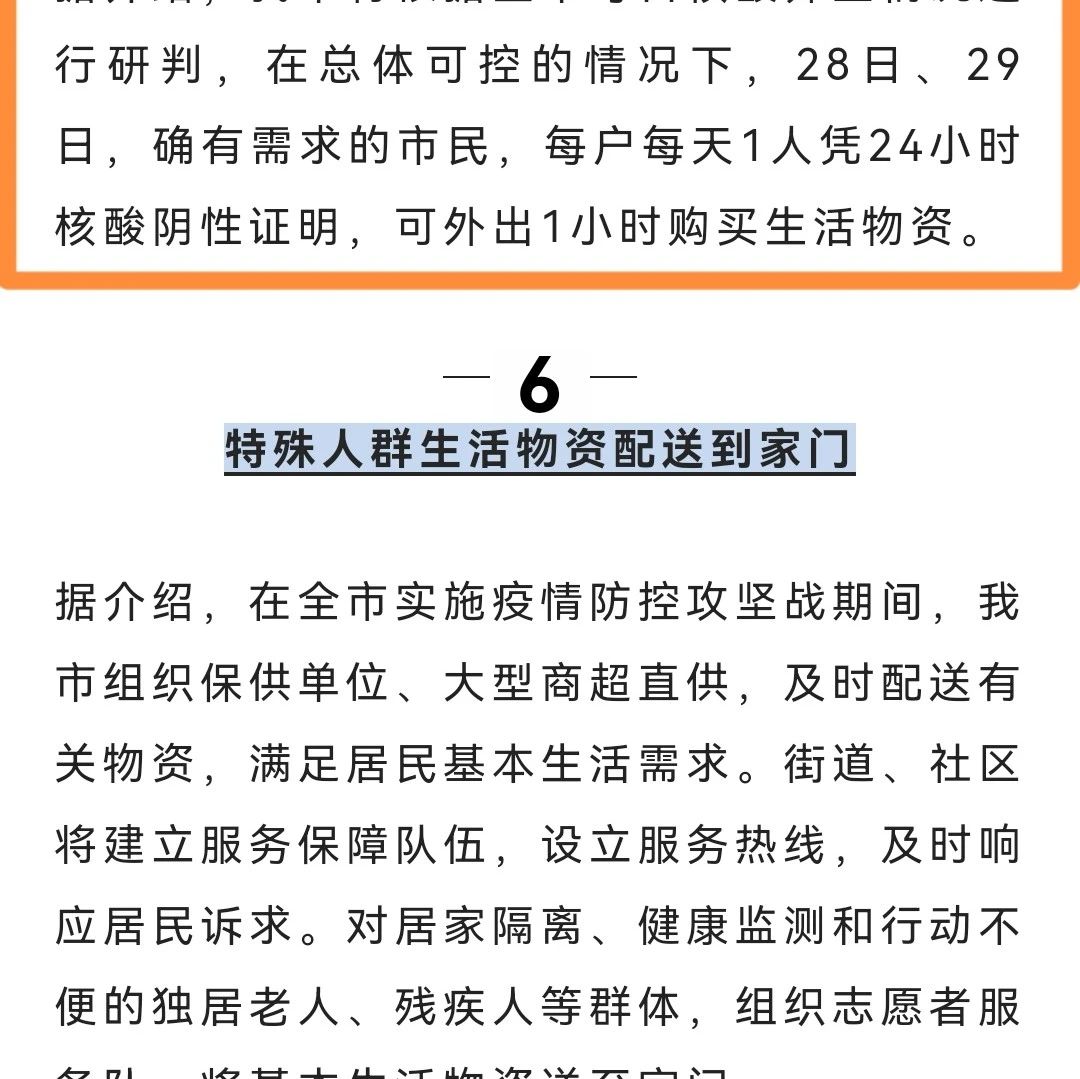 行研判，在总体可控的情况下，28日、29
日，确有需求的市民，每户每天1人凭24小时
核酸阴性证明，可外出1小时购买生活物资。
6
特殊人群生活物资配送到家门
据介绍，在全市实施疫情防控攻坚战期间，我
市组织保供单位、大型商超直供，及时配送有
关物资，满足居民基本生活需求。街道、社区
将建立服务保障队伍，设立服务热线，及时响
应居民诉求。对居家隔离、健康监测和行动不
便的独居老人、残疾人等群体，组织志愿者服